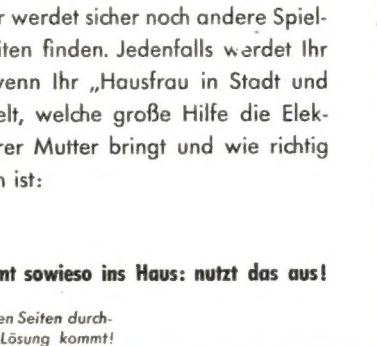 r werdet sicher noch andere Spiel-
iten finden. Jedenfalls werdet Ihr
venn Ihr „Hausfrau in Stadt und
elt, welche große Hilfe die Elek-
rer Mutter bringt und wie richtig
n ist:
mt sowieso ins Haus: nutzt das aus!
en Seiten durch-
Lösung kommt!